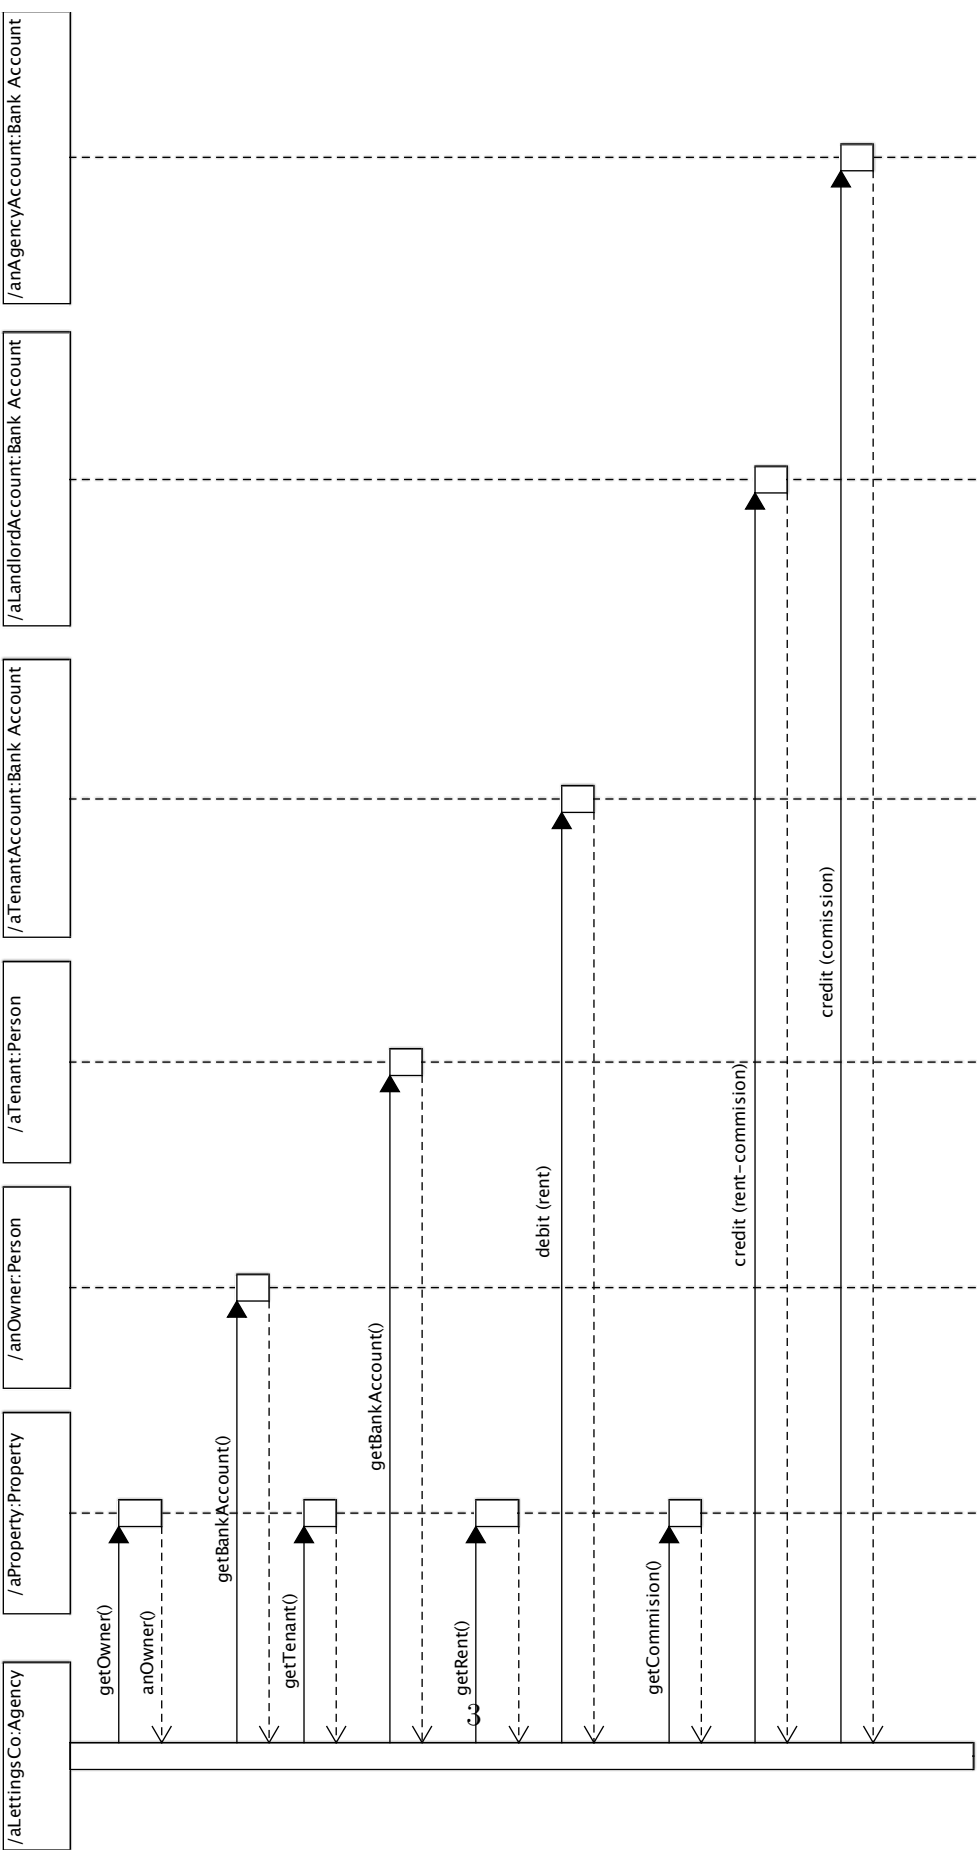 /aLettingsCo:Agency
/aProperty:Property
/anOwner:Person
/aTenant:Person
/aTenantAccount:Bank Account
/aLandlordAccount:Bank Account
/anAgencyAccount:Bank Account
getOwner()
anOwner()
getBankAccount()
getTenant()
getBankAccount()
getRent()
3
debit (rent)
getCommision()
credit (rent-commision)
credit (comission)